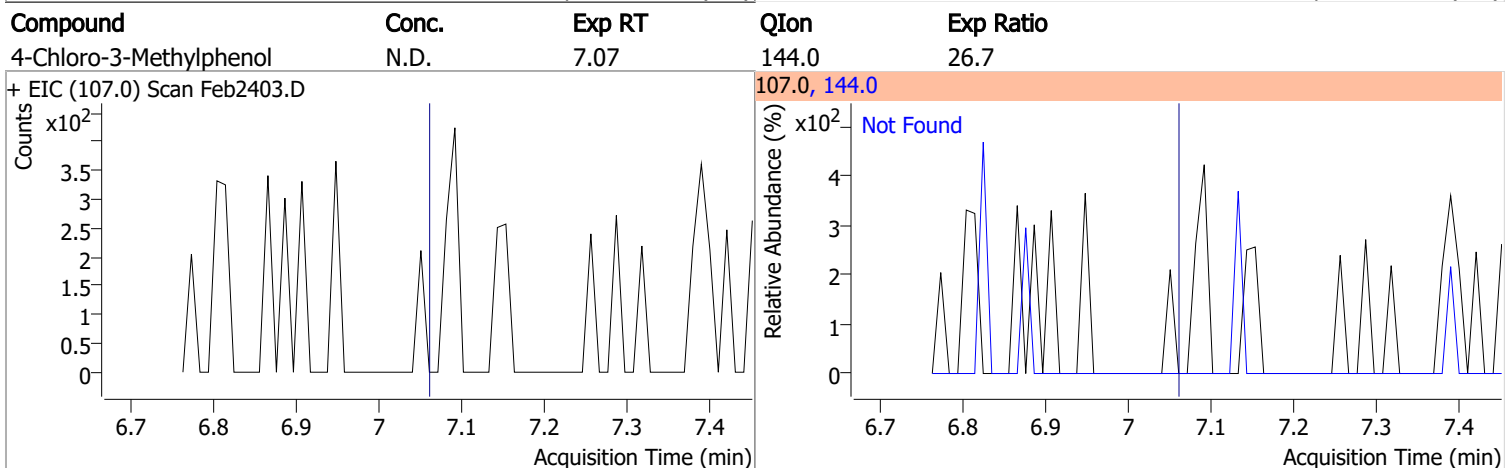 Compound Conc. Exp RT QIon Exp Ratio
4-Chloro-3-Methylphenol N.D. 7.07 144.0 26.7
+ EIC (107.0) Scan Feb2403.D
Counts
x10²
3.5
3
2.5
2
1.5
1
0.5
0
6.7 6.8 6.9 7 7.1 7.2 7.3 7.4
Acquisition Time (min)
107.0, 144.0
Relative Abundance (%)
x10²
Not Found
4
3
2
1
0
6.7 6.8 6.9 7 7.1 7.2 7.3 7.4
Acquisition Time (min)